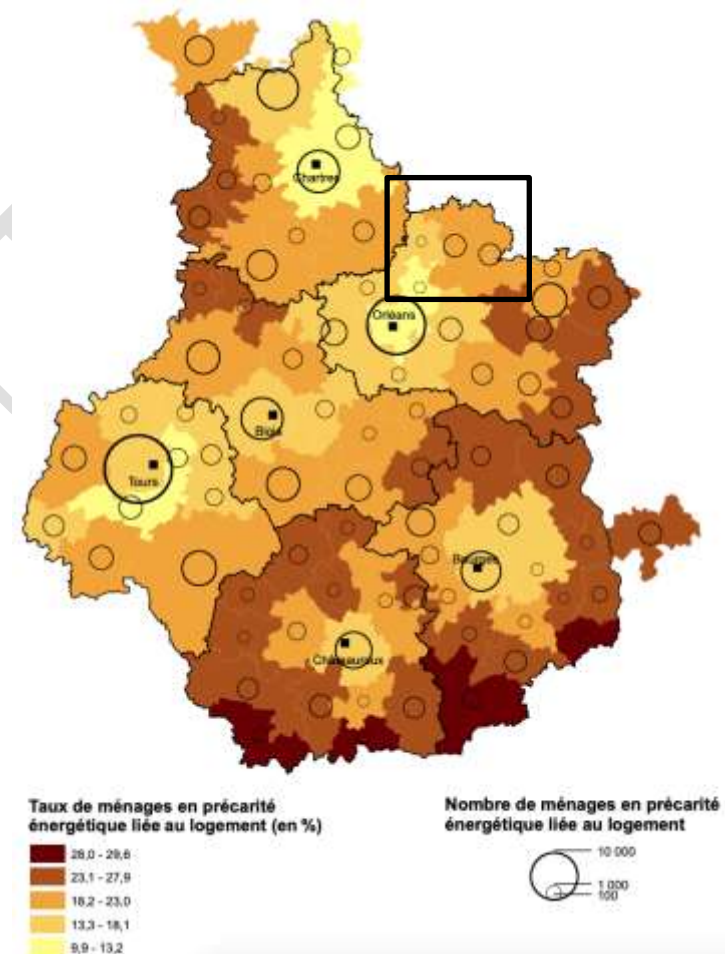 Chartres
Orléans
Blois
Tours
Bourges
Châteauroux
Taux de ménages en précarité
énergétique liée au logement (en %)
28,0 - 29,6
23,1 - 27,9
18,2 - 23,0
13,3 - 18,1
9,9 - 13,2
Nombre de ménages en précarité
énergétique liée au logement
10 000
1 000
100